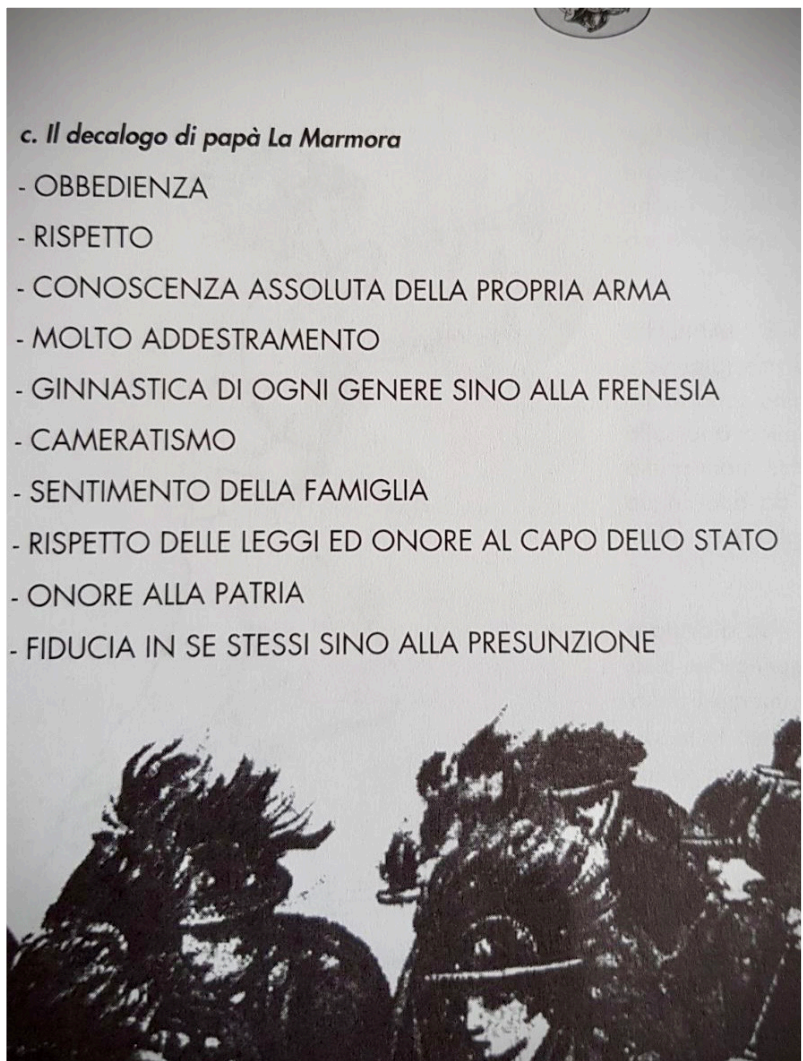 c. Il decalogo di papà La Marmora
- OBBEDIENZA
- RISPETTO
- CONOSCENZA ASSOLUTA DELLA PROPRIA ARMA
- MOLTO ADDESTRAMENTO
- GINNASTICA DI OGNI GENERE SINO ALLA FRENESIA
- CAMERATISMO
- SENTIMENTO DELLA FAMIGLIA
- RISPETTO DELLE LEGGI ED ONORE AL CAPO DELLO STATO
- ONORE ALLA PATRIA
- FIDUCIA IN SE STESSI SINO ALLA PRESUNZIONE